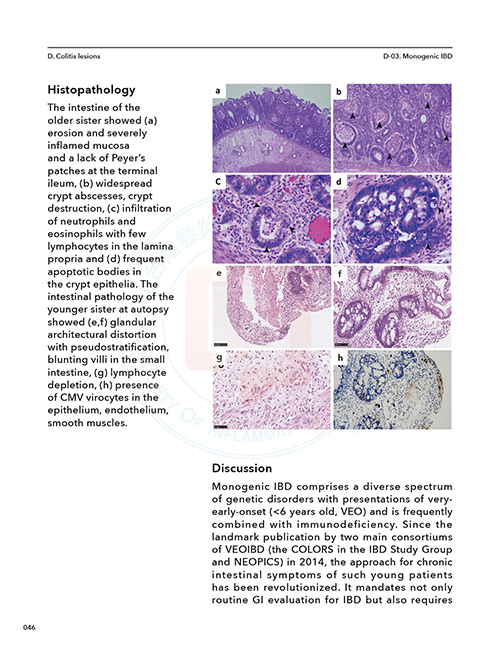 D. Colitis lesions
D-03. Monogenic IBD
Histopathology
The intestine of the
older sister showed (a)
erosion and severely
inflamed mucosa
and a lack of Peyer's
patches at the terminal
ileum, (b) widespread
crypt abscesses, crypt
destruction, (c) infiltration
of neutrophils and
eosinophils with few
lymphocytes in the lamina
propria and (d) frequent
apoptotic bodies in
the crypt epithelia. The
intestinal pathology of the
younger sister at autopsy
showed (e,f) glandular
architectural distortion
with pseudostratification,
blunting villi in the small
intestine, (g) lymphocyte
depletion, (h) presence
of CMV virocytes in the
epithelium, endothelium,
smooth muscles.
a
b
C
d
e
f
g
h
Discussion
Monogenic IBD comprises a diverse spectrum
of genetic disorders with presentations of very-
early-onset (<6 years old, VEO) and is frequently
combined with immunodeficiency. Since the
landmark publication by two main consortiums
of VEOIBD (the COLORS in the IBD Study Group
and NEOPICS) in 2014, the approach for chronic
intestinal symptoms of such young patients
has been revolutionized. It mandates not only
routine GI evaluation for IBD but also requires
046